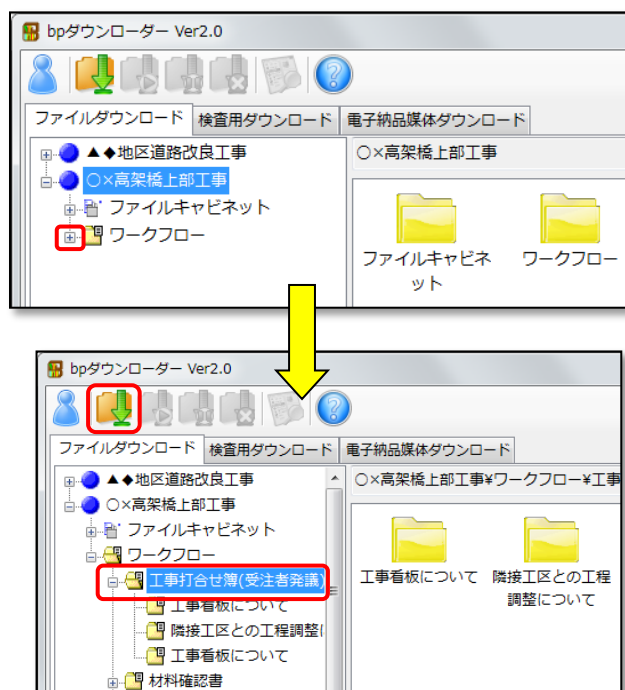 bpダウンローダー Ver2.0
ファイルダウンロード 検査用ダウンロード 電子納品媒体ダウンロード
▲◆地区道路改良工事
○×高架橋上部工事
ファイルキャビネット
ワークフロー
○×高架橋上部工事
ファイルキャビネ
ット
ワークフロー
bpダウンローダー Ver2.0
ファイルダウンロード 検査用ダウンロード 電子納品媒体ダウンロード
▲◆地区道路改良工事
○×高架橋上部工事
ファイルキャビネット
ワークフロー
工事打合せ簿(受注者発議)
工事看板について
隣接工区との工程調整に
工事看板について
材料確認書
○×高架橋上部工事¥ワークフロー¥工事
工事看板について
隣接工区との工程
調整について